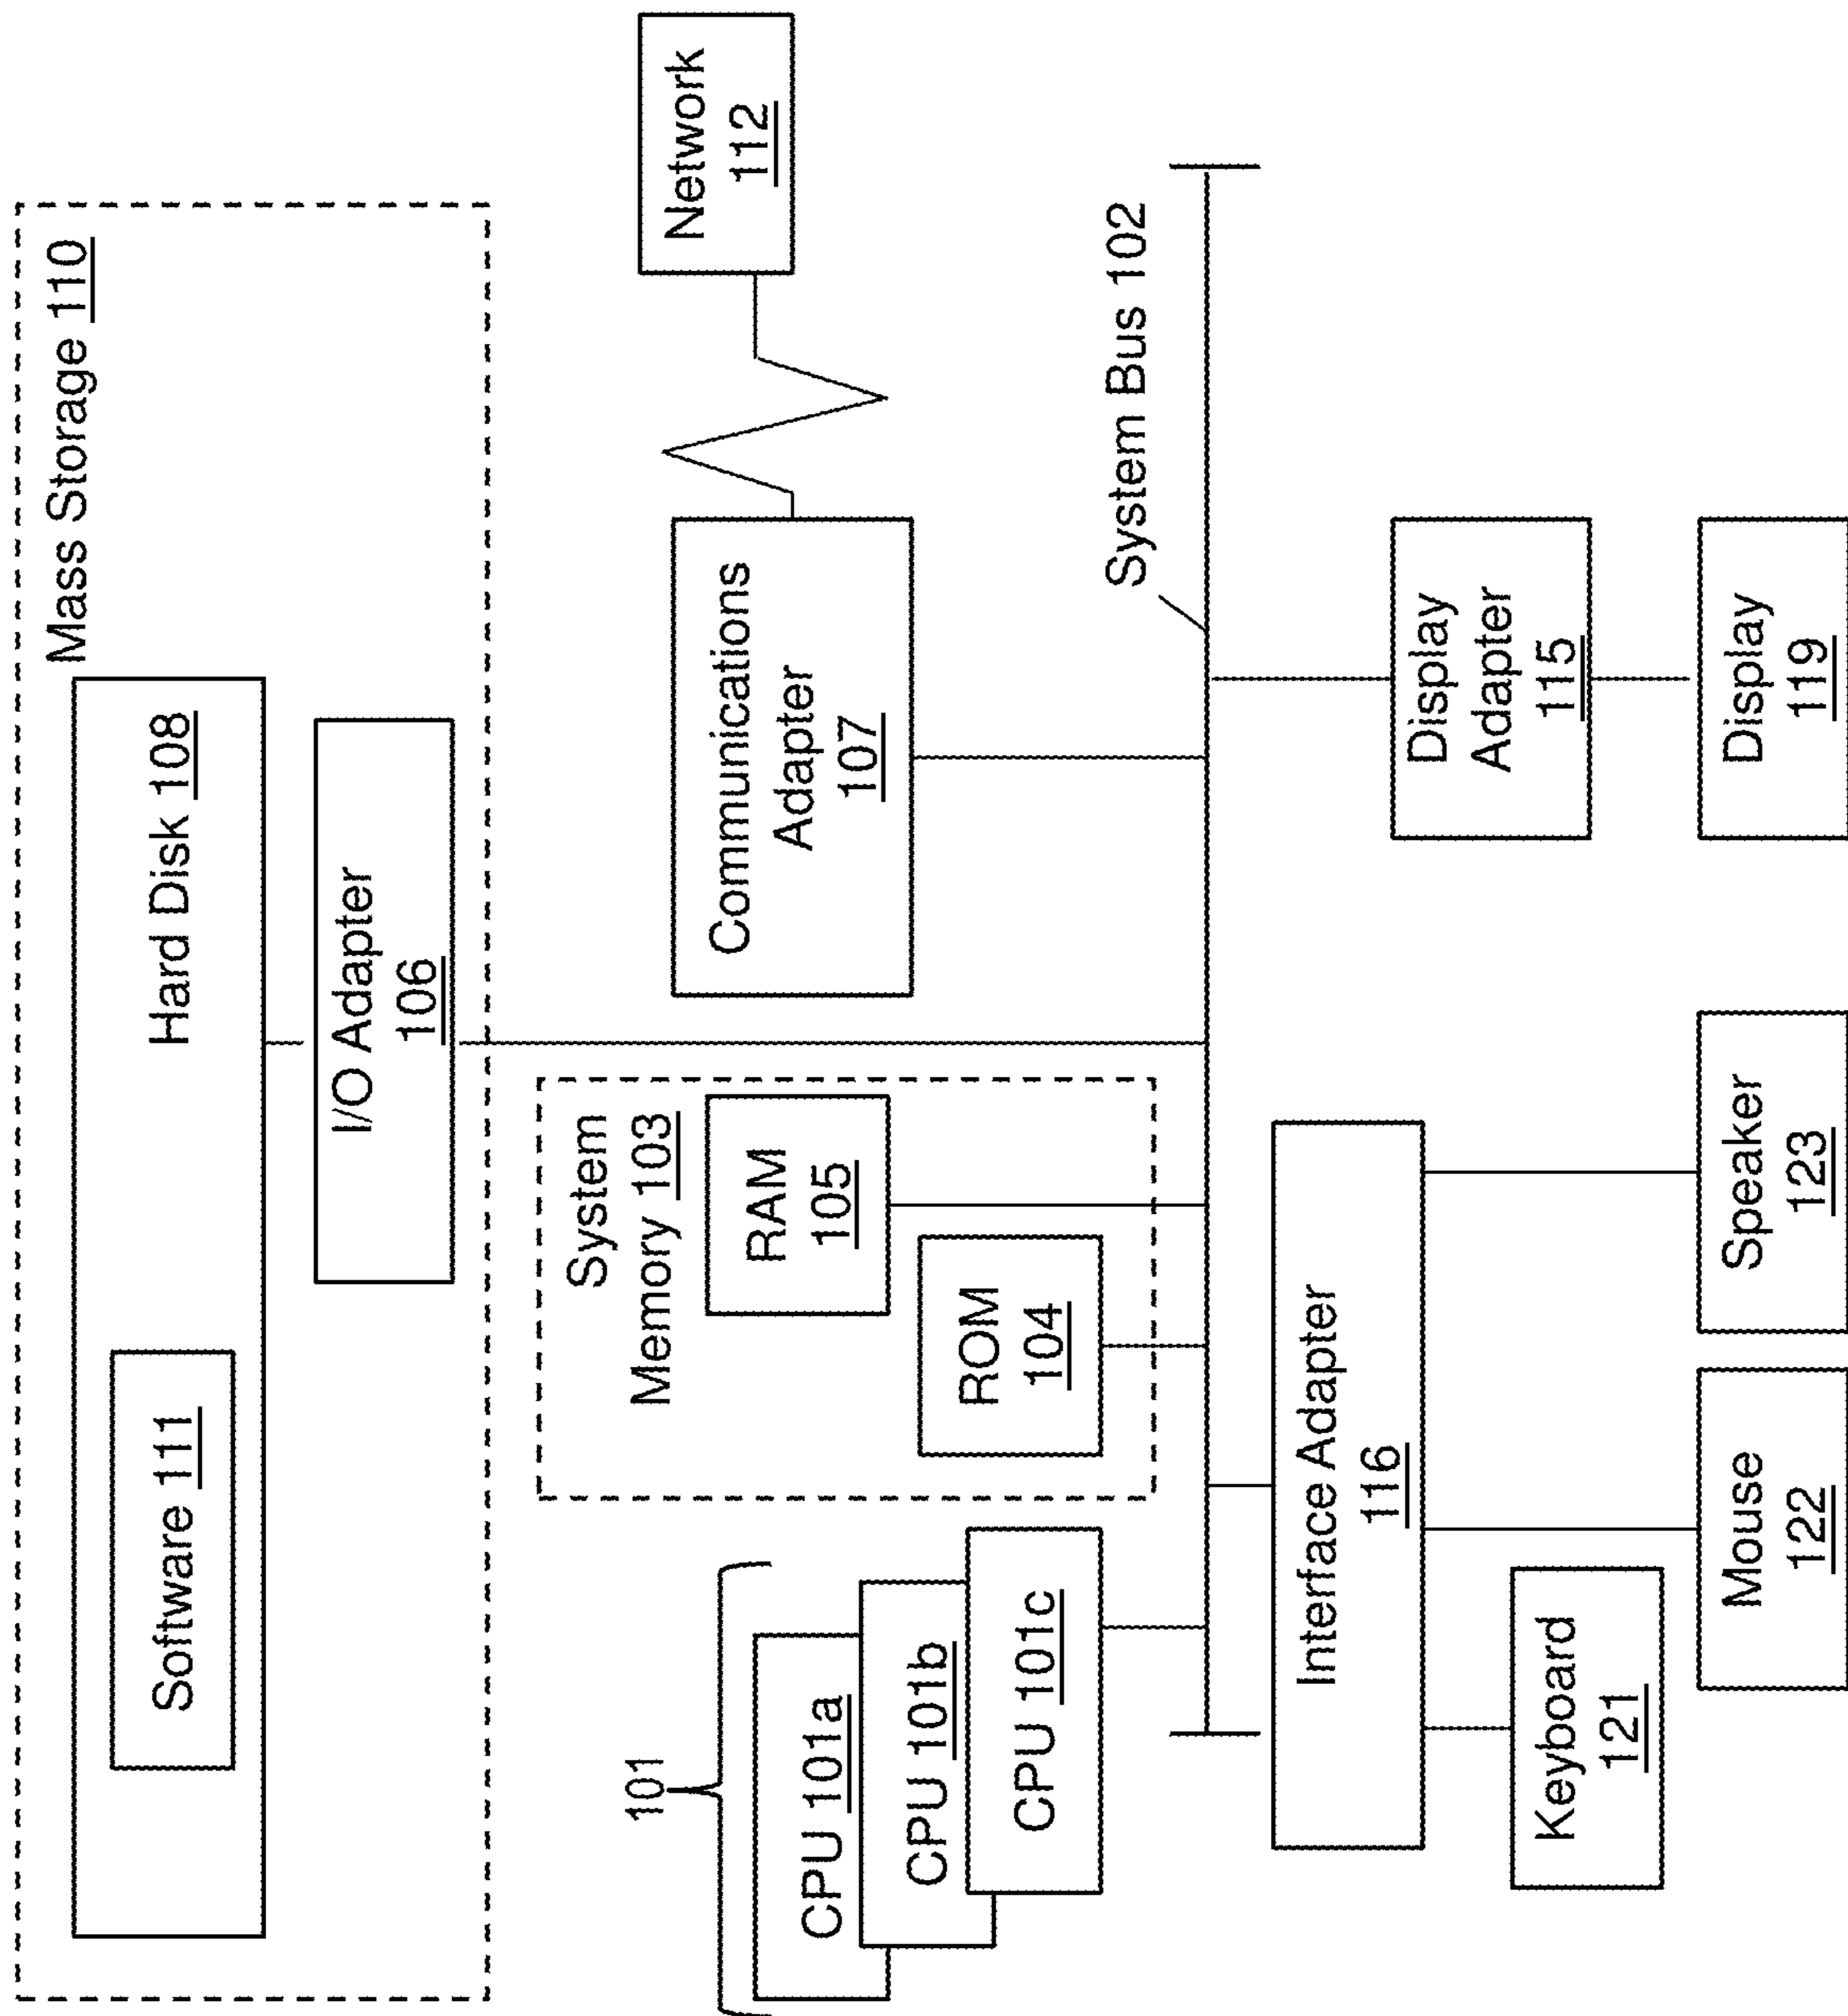 Mass Storage 110
Hard Disk 108
Software 111
I/O Adapter
106
101
CPU 101a
CPU 101b
CPU 101c
System
Memory 103
RAM
105
ROM
104
Communications
Adapter
107
Network
112
System Bus 102
Interface Adapter
116
Display
Adapter
115
Keyboard
121
Mouse
122
Speaker
123
Display
119